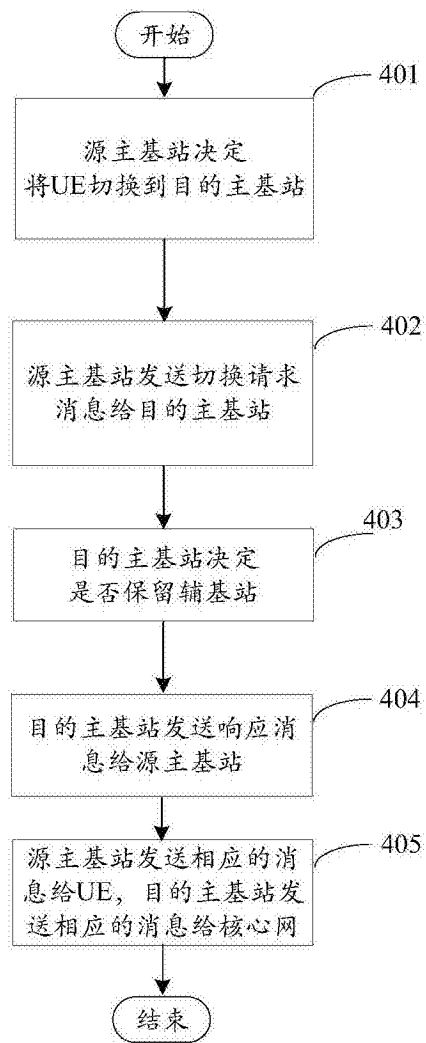 开始
401
源主基站决定
将UE切换到目的主基站
402
源主基站发送切换请求
消息给目的主基站
403
目的主基站决定
是否保留辅基站
404
目的主基站发送响应消
息给源主基站
405
源主基站发送相应的消
息给UE，目的主基站发
送相应的消息给核心网
结束